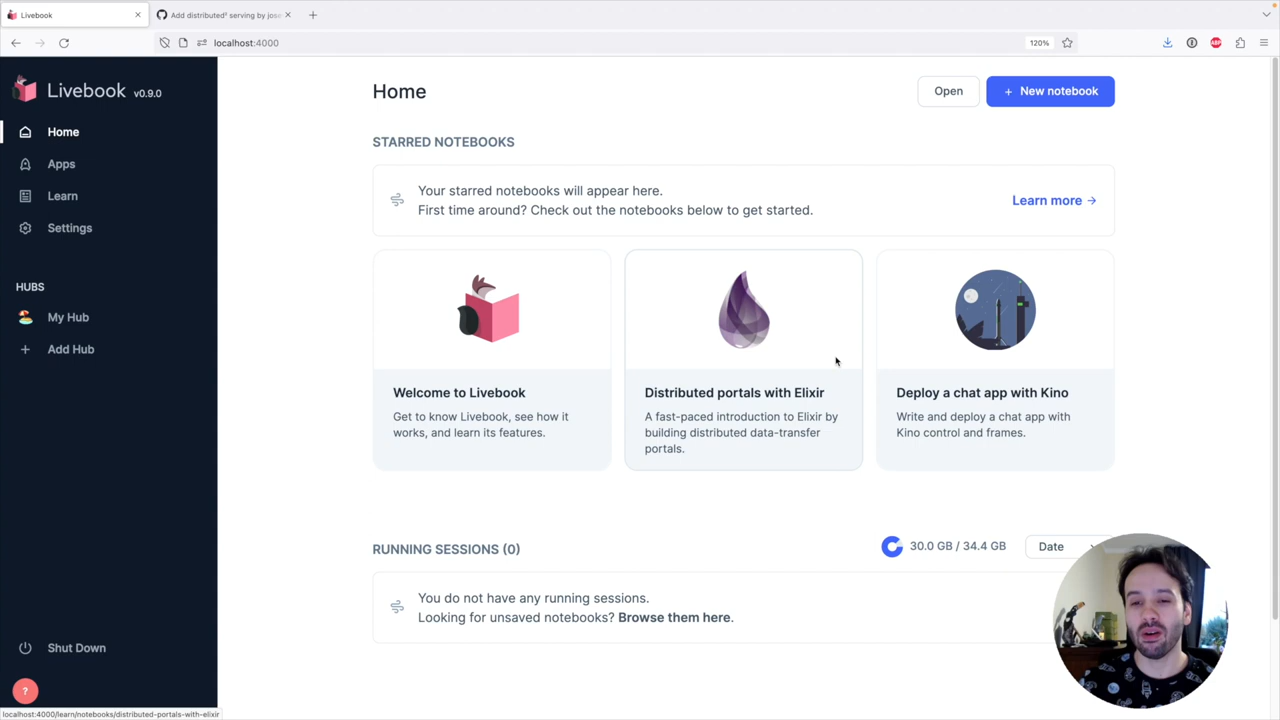 Livebook
Add distributed² serving by jose
localhost:4000
120%
ABP
Livebook v0.9.0
Home
Apps
Learn
Settings
HUBS
My Hub
Add Hub
Shut Down
?
Home
Open
+ New notebook
STARRED NOTEBOOKS
Your starred notebooks will appear here.
First time around? Check out the notebooks below to get started.
Learn more →
Welcome to Livebook
Get to know Livebook, see how it
works, and learn its features.
Distributed portals with Elixir
A fast-paced introduction to Elixir by
building distributed data-transfer
portals.
Deploy a chat app with Kino
Write and deploy a chat app with
Kino control and frames.
RUNNING SESSIONS (0)
30.0 GB / 34.4 GB
Date
You do not have any running sessions.
Looking for unsaved notebooks? Browse them here.
localhost:4000/learn/notebooks/distributed-portals-with-elixir